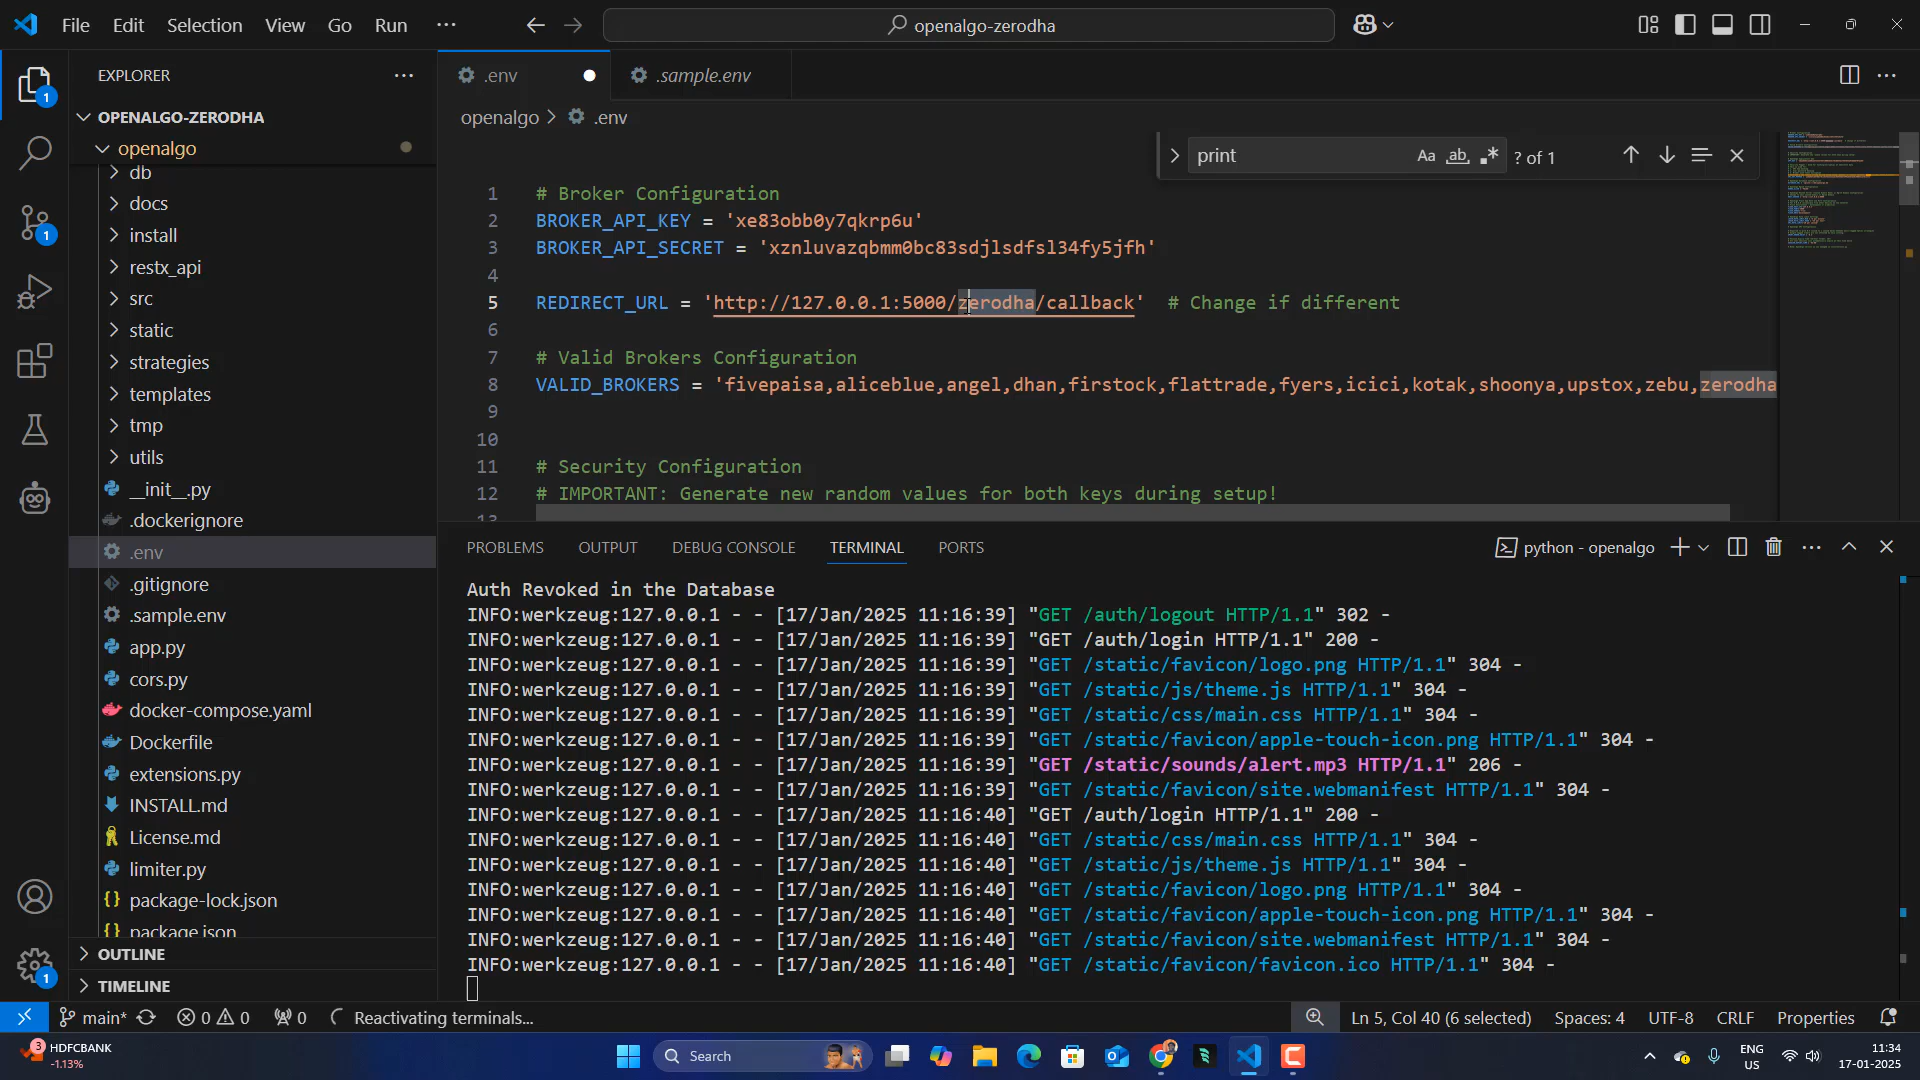 File Edit Selection View Go Run ...
openalgo-zerodha
EXPLORER ...
OPENALGO-ZERODHA
openalgo
db
docs
install
restx_api
src
static
strategies
templates
tmp
utils
__init__.py
.dockerignore
.env
.gitignore
.sample.env
app.py
cors.py
docker-compose.yaml
Dockerfile
extensions.py
INSTALL.md
License.md
limiter.py
package-lock.json
package.json
OUTLINE
TIMELINE
1
1
1
.env
.sample.env
openalgo > .env
print
Aa ab .* ? of 1
1 # Broker Configuration
2 BROKER_API_KEY = 'xe83obb0y7qkrp6u'
3 BROKER_API_SECRET = 'xznluvazqbmm0bc83sdjlsdfsl34fy5jfh'
4
5 REDIRECT_URL = 'http://127.0.0.1:5000/zerodha/callback' # Change if different
6
7 # Valid Brokers Configuration
8 VALID_BROKERS = 'fivepaisa,aliceblue,angel,dhan,firstock,flattrade,fyers,icici,kotak,shoonya,upstox,zebu,zerodha
9
10
11 # Security Configuration
12 # IMPORTANT: Generate new random values for both keys during setup!
13
PROBLEMS OUTPUT DEBUG CONSOLE TERMINAL PORTS
python - openalgo
Auth Revoked in the Database
INFO:werkzeug:127.0.0.1 - - [17/Jan/2025 11:16:39] "GET /auth/logout HTTP/1.1" 302 -
INFO:werkzeug:127.0.0.1 - - [17/Jan/2025 11:16:39] "GET /auth/login HTTP/1.1" 200 -
INFO:werkzeug:127.0.0.1 - - [17/Jan/2025 11:16:39] "GET /static/favicon/logo.png HTTP/1.1" 304 -
INFO:werkzeug:127.0.0.1 - - [17/Jan/2025 11:16:39] "GET /static/js/theme.js HTTP/1.1" 304 -
INFO:werkzeug:127.0.0.1 - - [17/Jan/2025 11:16:39] "GET /static/css/main.css HTTP/1.1" 304 -
INFO:werkzeug:127.0.0.1 - - [17/Jan/2025 11:16:39] "GET /static/favicon/apple-touch-icon.png HTTP/1.1" 304 -
INFO:werkzeug:127.0.0.1 - - [17/Jan/2025 11:16:39] "GET /static/sounds/alert.mp3 HTTP/1.1" 206 -
INFO:werkzeug:127.0.0.1 - - [17/Jan/2025 11:16:39] "GET /static/favicon/site.webmanifest HTTP/1.1" 304 -
INFO:werkzeug:127.0.0.1 - - [17/Jan/2025 11:16:40] "GET /auth/login HTTP/1.1" 200 -
INFO:werkzeug:127.0.0.1 - - [17/Jan/2025 11:16:40] "GET /static/css/main.css HTTP/1.1" 304 -
INFO:werkzeug:127.0.0.1 - - [17/Jan/2025 11:16:40] "GET /static/js/theme.js HTTP/1.1" 304 -
INFO:werkzeug:127.0.0.1 - - [17/Jan/2025 11:16:40] "GET /static/favicon/logo.png HTTP/1.1" 304 -
INFO:werkzeug:127.0.0.1 - - [17/Jan/2025 11:16:40] "GET /static/favicon/apple-touch-icon.png HTTP/1.1" 304 -
INFO:werkzeug:127.0.0.1 - - [17/Jan/2025 11:16:40] "GET /static/favicon/site.webmanifest HTTP/1.1" 304 -
INFO:werkzeug:127.0.0.1 - - [17/Jan/2025 11:16:40] "GET /static/favicon/favicon.ico HTTP/1.1" 304 -
main* 0 0 0 Reactivating terminals...
Ln 5, Col 40 (6 selected) Spaces: 4 UTF-8 CRLF Properties
3 HDFCBANK
-1.13%
Search
ENG
US
11:34
17-01-2025